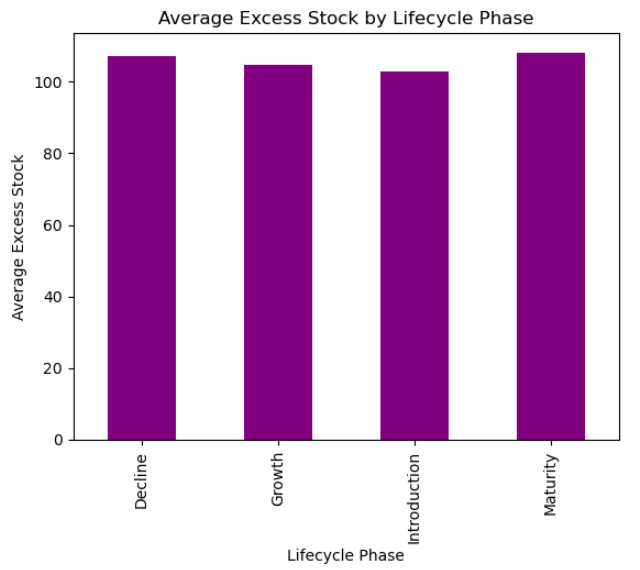 Average Excess Stock by Lifecycle Phase
Average Excess Stock
100
80
60
40
20
0
Decline
Growth
Introduction
Maturity
Lifecycle Phase